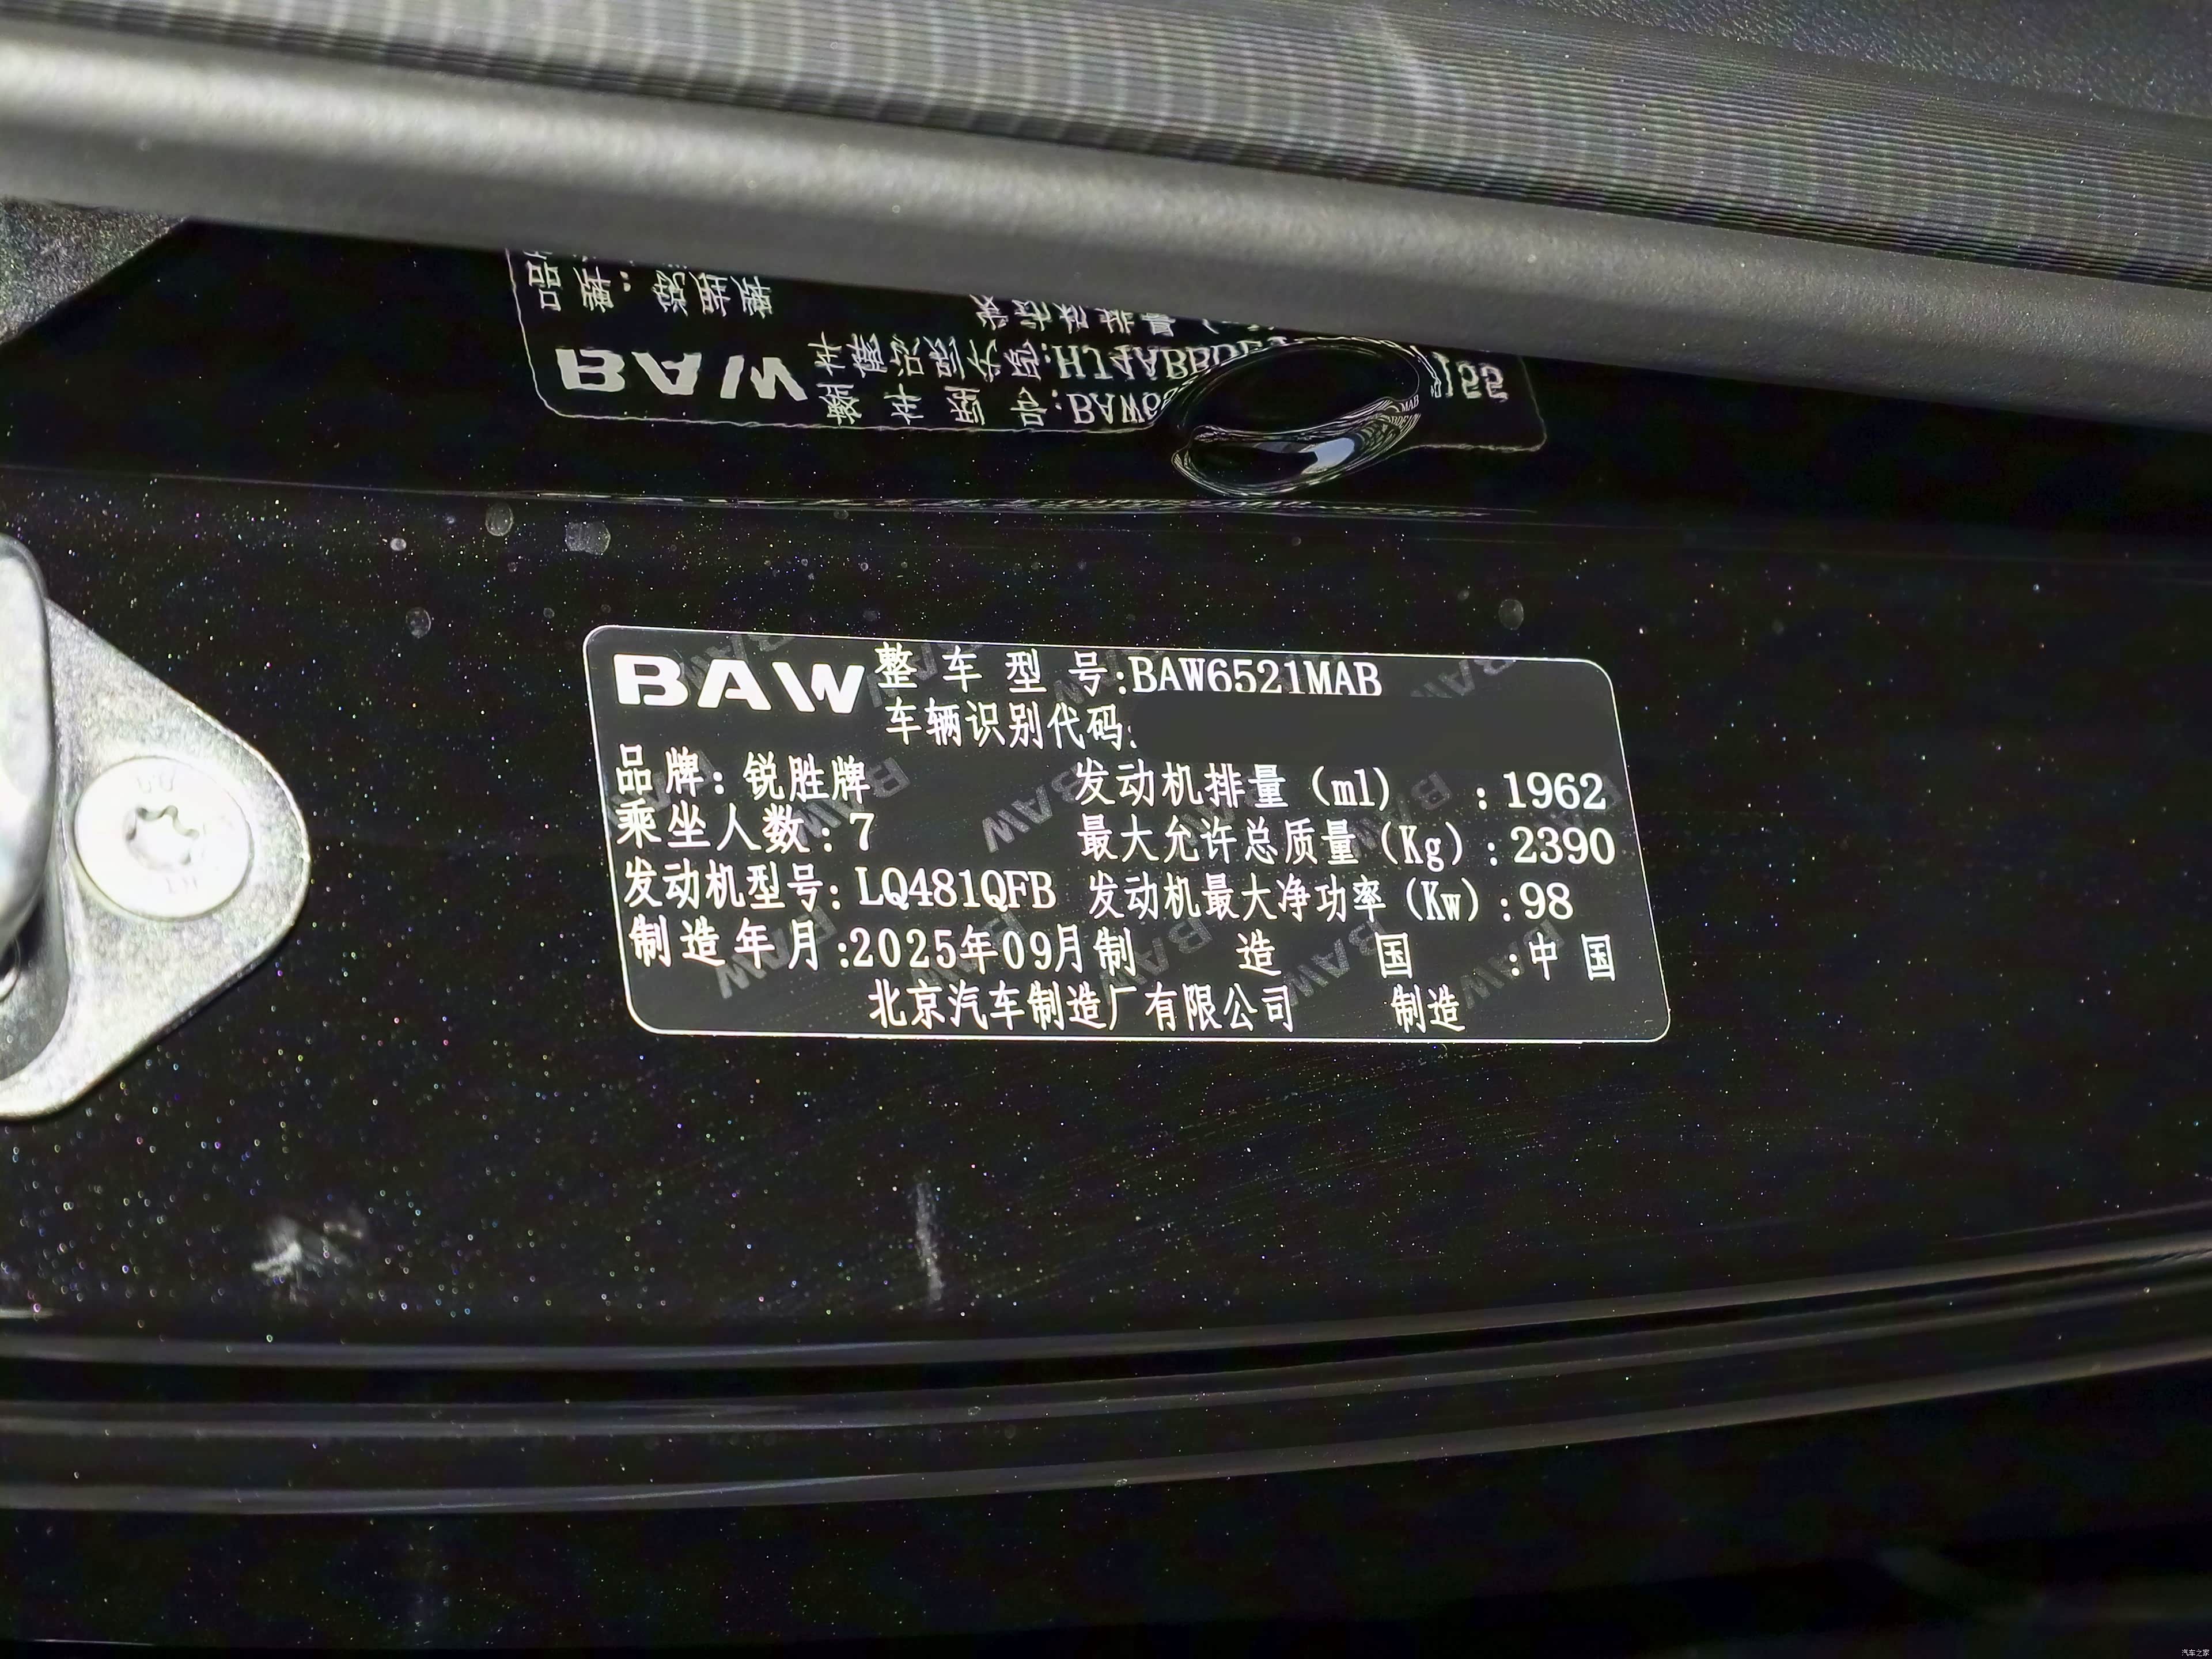 BAW 整车型号:BAW6521MAB
车辆识别代码:
品牌:锐胜牌 发动机排量(ml) :1962
乘坐人数:7 最大允许总质量(Kg):2390
发动机型号:LQ481QFB 发动机最大净功率(Kw):98
制造年月:2025年09月 制造国:中国
北京汽车制造厂有限公司 制造
汽车之家